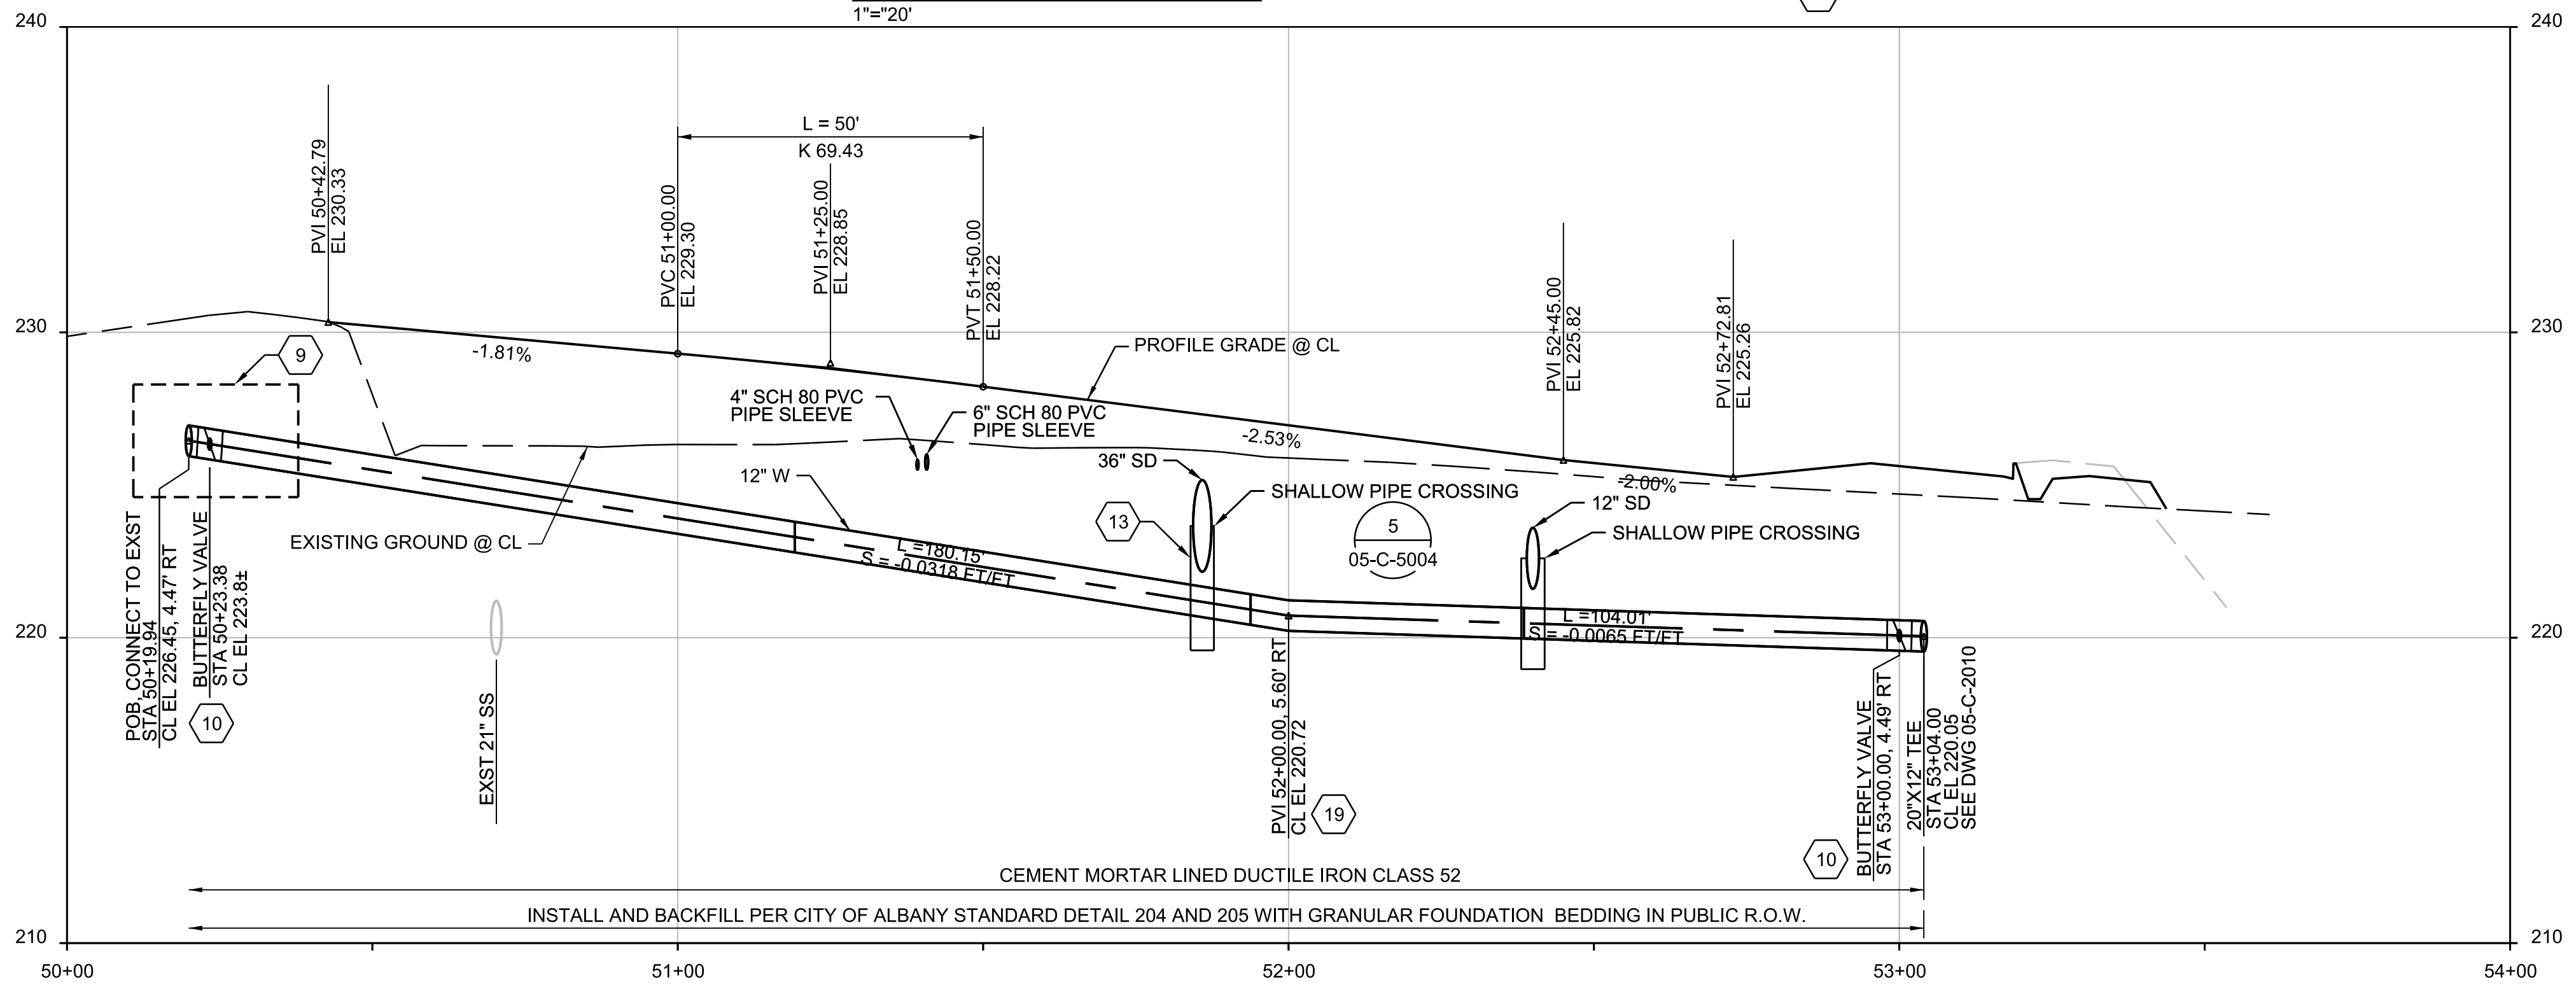 1"="20'
240
240
L = 50'
K 69.43
PVI 50+42.79
EL 230.33
PVC 51+00.00
EL 229.30
PVI 51+25.00
EL 228.85
PVT 51+50.00
EL 228.22
PVI 52+45.00
EL 225.82
PVI 52+72.81
EL 225.26
230
230
9
-1.81%
PROFILE GRADE @ CL
4" SCH 80 PVC
PIPE SLEEVE
6" SCH 80 PVC
PIPE SLEEVE
-2.53%
36" SD
12" W
-2.00%
SHALLOW PIPE CROSSING
12" SD
13
5
05-C-5004
SHALLOW PIPE CROSSING
EXISTING GROUND @ CL
L =180.15'
S = -0.0318 FT/FT
L =104.01'
S = -0.0065 FT/FT
220
220
POB, CONNECT TO EXST
STA 50+19.94
CL EL 226.45, 4.47' RT
BUTTERFLY VALVE
STA 50+23.38
CL EL 223.8±
10
EXST 21" SS
PVI 52+00.00, 5.60' RT
CL EL 220.72
19
BUTTERFLY VALVE
STA 53+00.00, 4.49' RT
10
20"X12" TEE
STA 53+04.00
CL EL 220.05
SEE DWG 05-C-2010
CEMENT MORTAR LINED DUCTILE IRON CLASS 52
INSTALL AND BACKFILL PER CITY OF ALBANY STANDARD DETAIL 204 AND 205 WITH GRANULAR FOUNDATION BEDDING IN PUBLIC R.O.W.
210
210
50+00
51+00
52+00
53+00
54+00